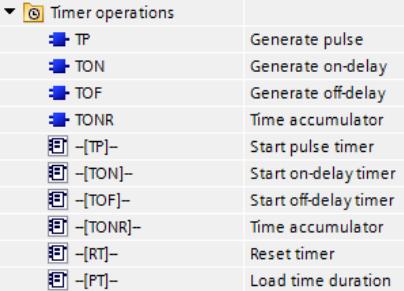 Timer operations
TP Generate pulse
TON Generate on-delay
TOF Generate off-delay
TONR Time accumulator
–[TP]– Start pulse timer
–[TON]– Start on-delay timer
–[TOF]– Start off-delay timer
–[TONR]– Time accumulator
–[RT]– Reset timer
–[PT]– Load time duration